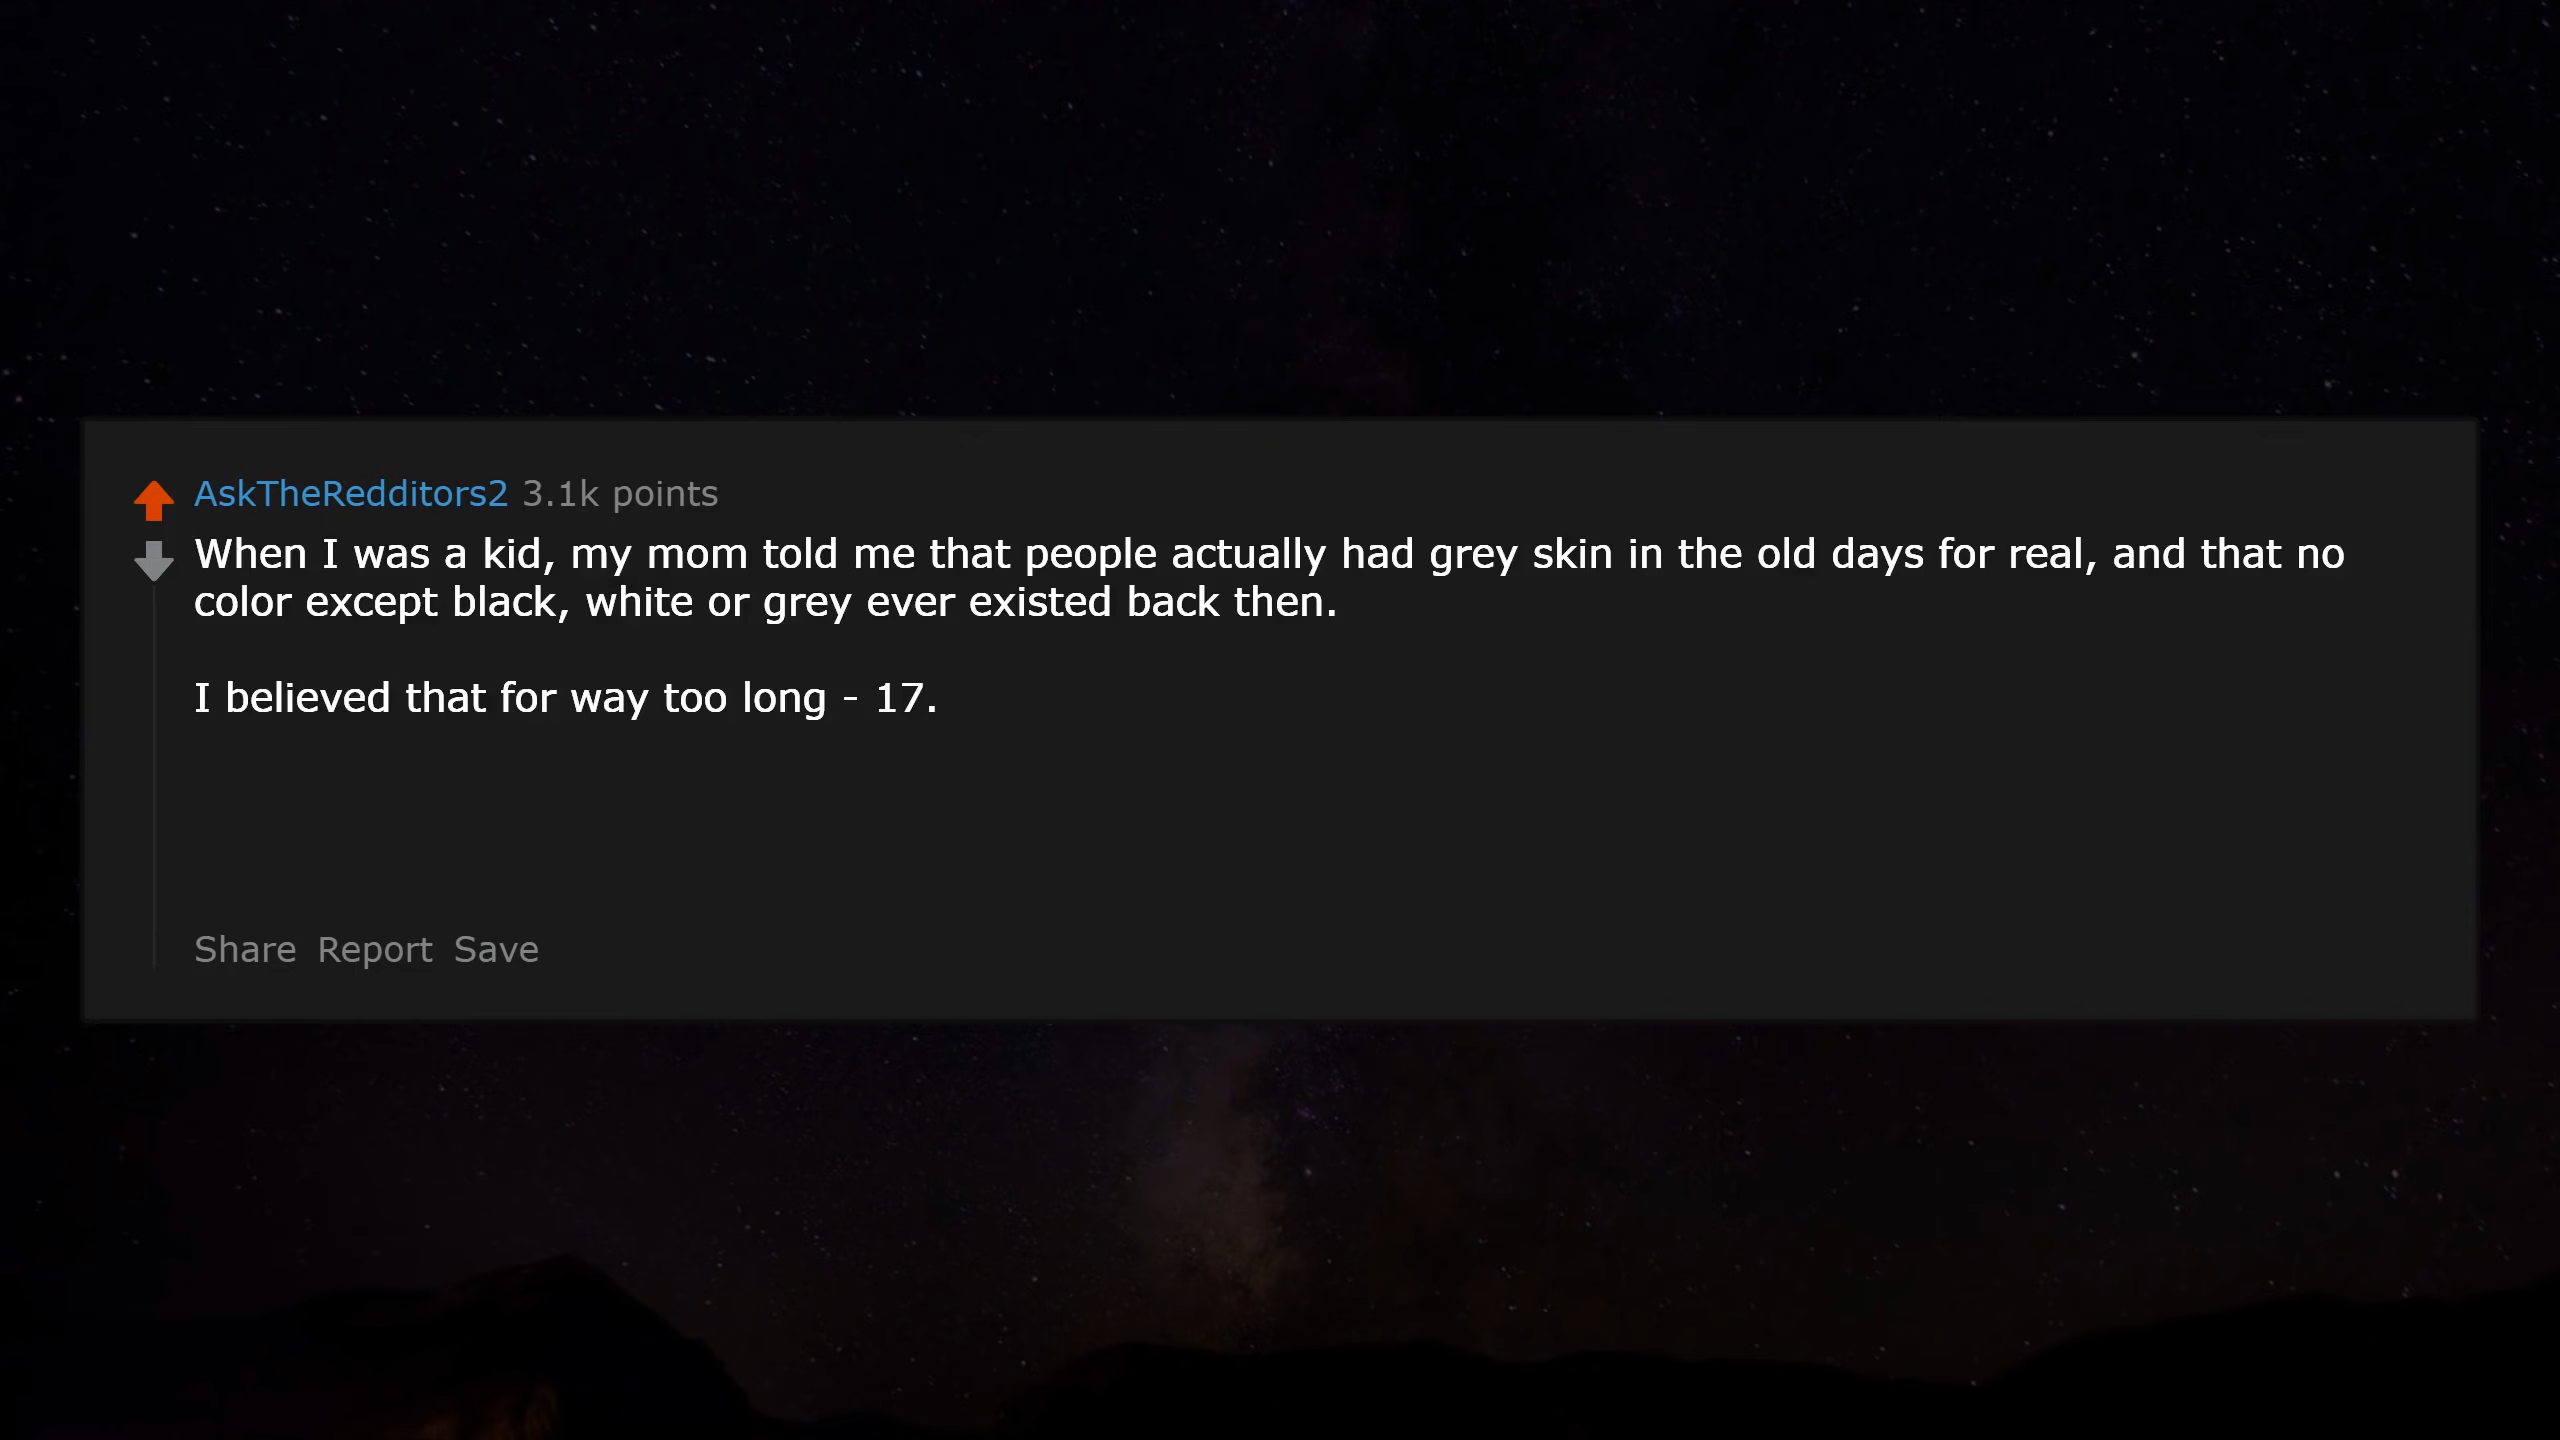 AskTheRedditors2 3.1k points
When I was a kid, my mom told me that people actually had grey skin in the old days for real, and that no
color except black, white or grey ever existed back then.
I believed that for way too long - 17.
Share Report Save